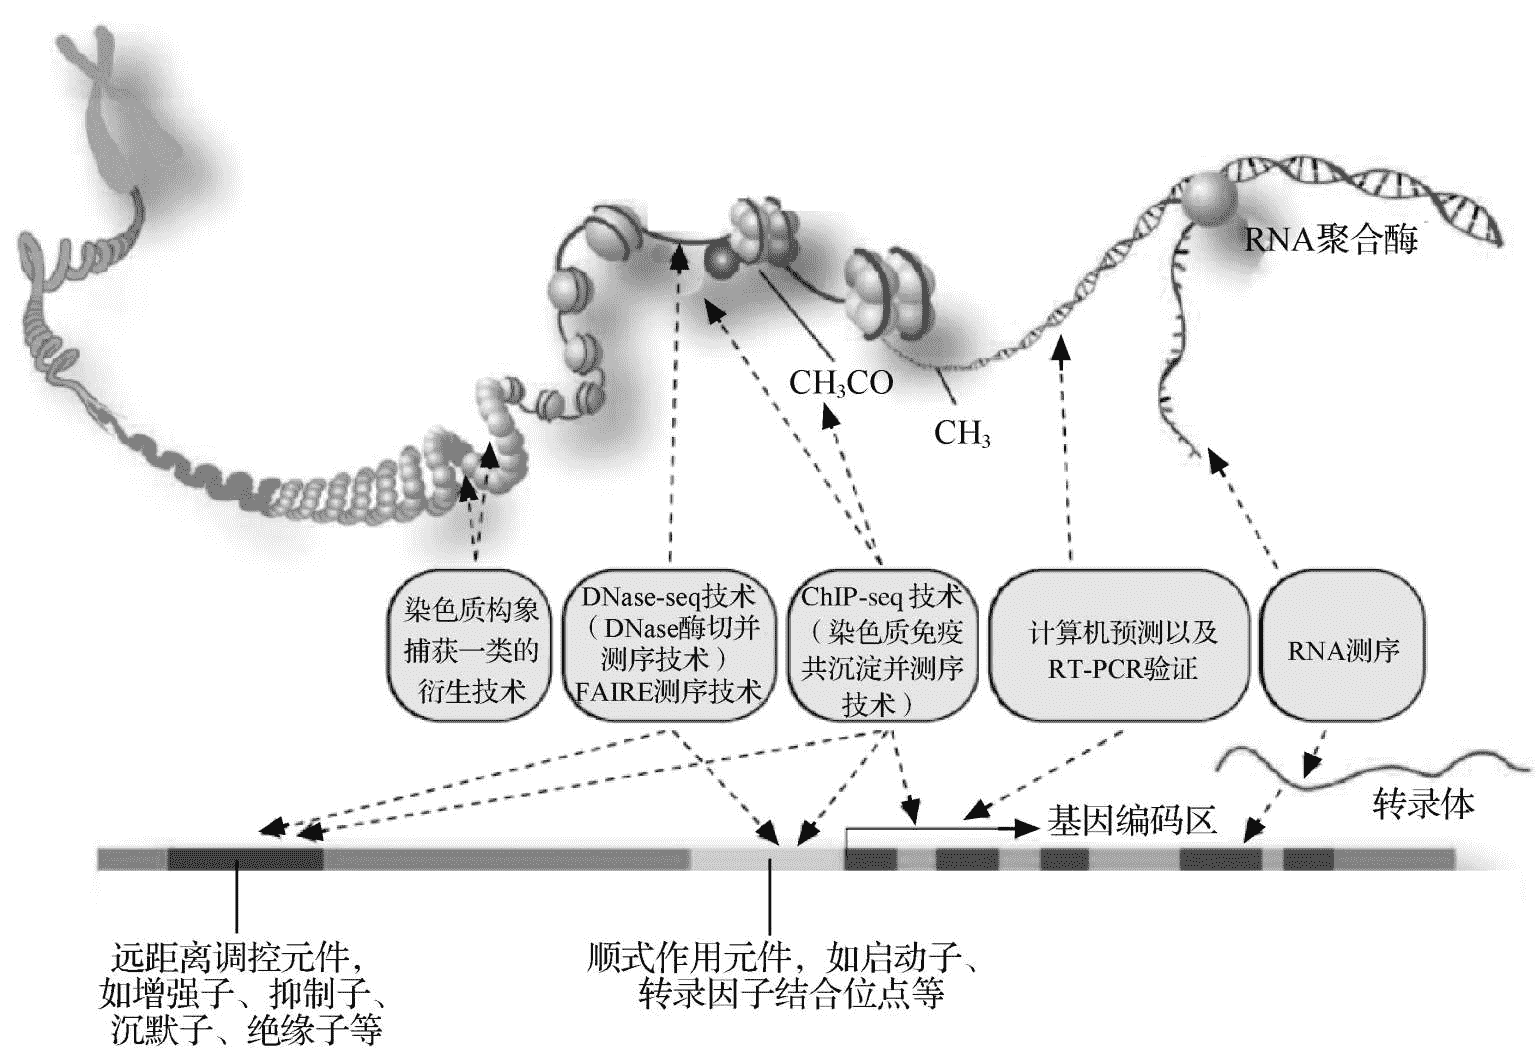 RNA聚合酶
CH₃CO
CH₃
染色质构象
捕获一类的
衍生技术
DNase-seq技术
（DNase酶切并
测序技术）
FAIRE测序技术
ChIP-seq 技术
（染色质免疫
共沉淀并测序
技术）
计算机预测以及
RT-PCR验证
RNA测序
转录体
基因编码区
远距离调控元件，
如增强子、抑制子、
沉默子、绝缘子等
顺式作用元件，如启动子、
转录因子结合位点等